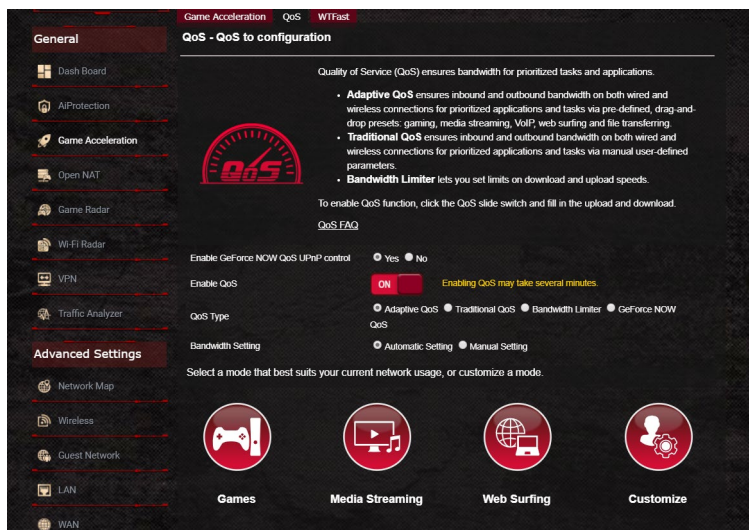 Game Acceleration QoS WTFast
General
QoS - QoS to configuration
Dash Board
AiProtection
Game Acceleration
Open NAT
Game Radar
Wi-Fi Radar
VPN
Traffic Analyzer
Advanced Settings
Network Map
Wireless
Guest Network
LAN
WAN
QoS
Quality of Service (QoS) ensures bandwidth for prioritized tasks and applications.
• Adaptive QoS ensures inbound and outbound bandwidth on both wired and
wireless connections for prioritized applications and tasks via pre-defined, drag-and-
drop presets: gaming, media streaming, VoIP, web surfing and file transferring.
• Traditional QoS ensures inbound and outbound bandwidth on both wired and
wireless connections for prioritized applications and tasks via manual user-defined
parameters.
• Bandwidth Limiter lets you set limits on download and upload speeds.
To enable QoS function, click the QoS slide switch and fill in the upload and download.
QoS FAQ
Enable GeForce NOW QoS UPnP control Yes No
Enable QoS ON Enabling QoS may take several minutes.
QoS Type Adaptive QoS Traditional QoS Bandwidth Limiter GeForce NOW
QoS
Bandwidth Setting Automatic Setting Manual Setting
Select a mode that best suits your current network usage, or customize a mode.
Games Media Streaming Web Surfing Customize